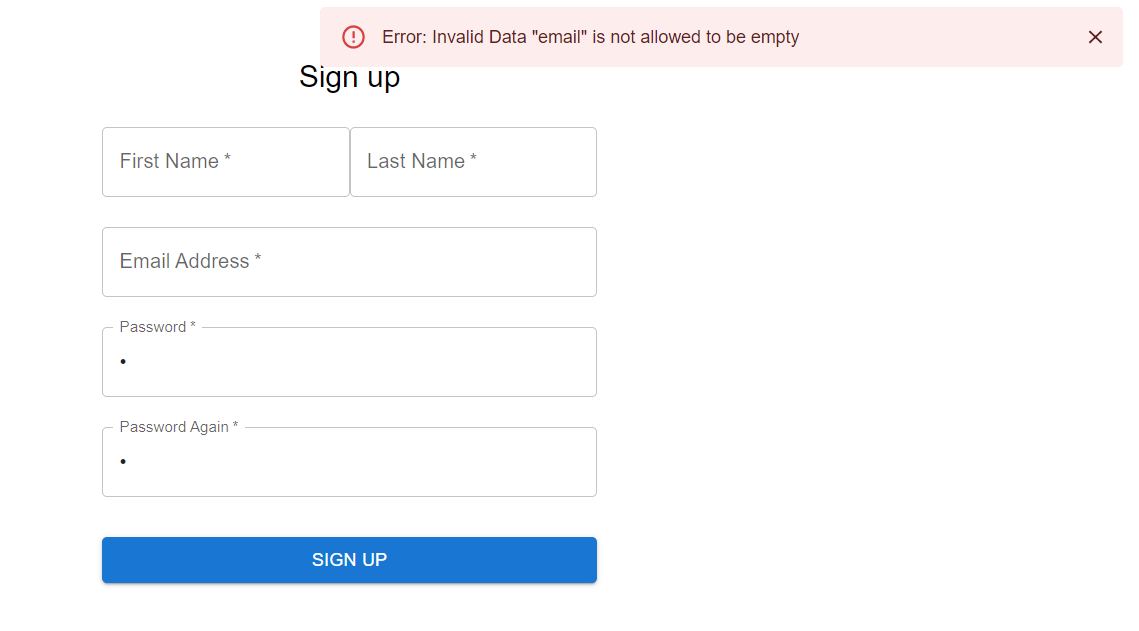 Error: Invalid Data "email" is not allowed to be empty
Sign up
First Name *
Last Name *
Email Address *
Password *
•
Password Again *
•
SIGN UP